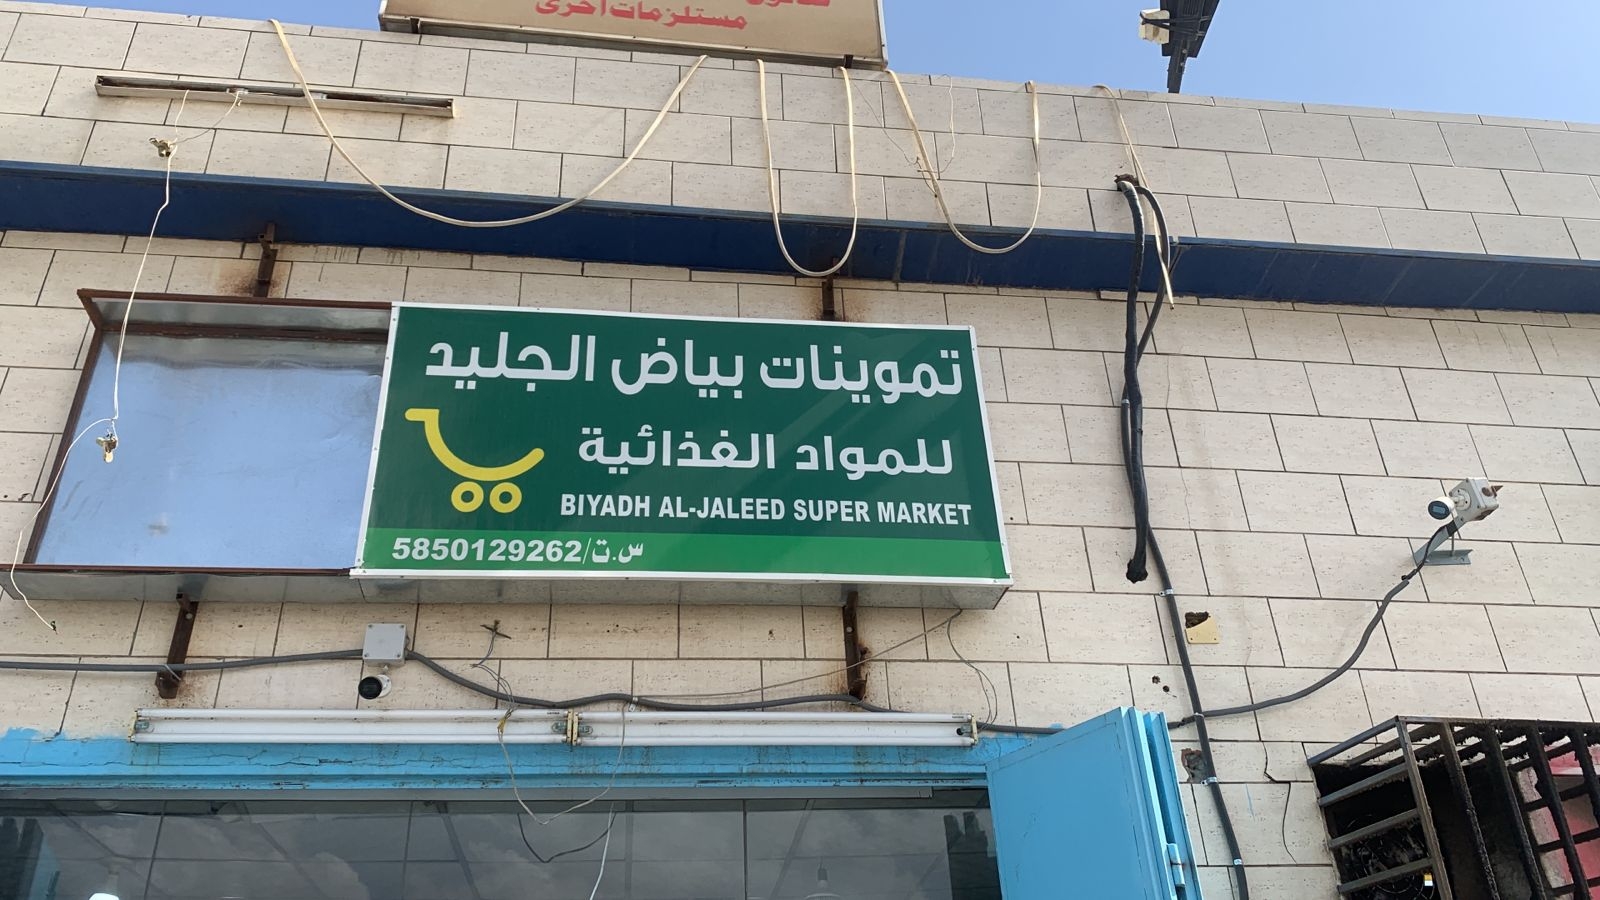 مستلزمات أخرى
تموينات بياض الجليد
للمواد الغذائية
BIYADH AL-JALEED SUPER MARKET
س.ت/5850129262